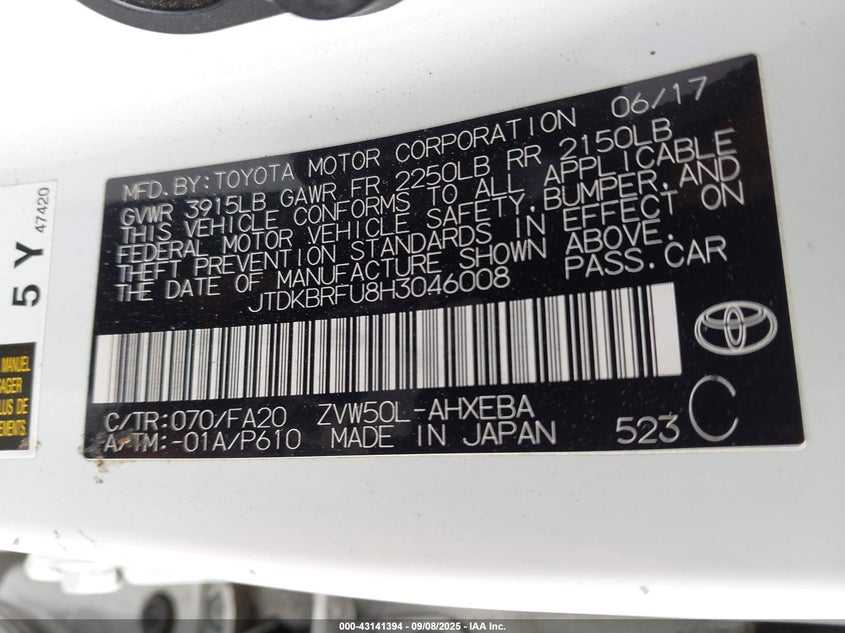 MFD. BY: TOYOTA MOTOR CORPORATION 06/17
GVWR 3915LB GAWR FR 2250LB RR 2150LB
THIS VEHICLE CONFORMS TO ALL APPLICABLE
FEDERAL MOTOR VEHICLE SAFETY, BUMPER, AND
THEFT PREVENTION STANDARDS IN EFFECT ON
THE DATE OF MANUFACTURE SHOWN ABOVE.
JTDKBRFU8H3046008 PASS. CAR
C/TR: 070/FA20 ZVW50L-AHXEBA
A/TM: -01A/P610 MADE IN JAPAN 523 C
5 Y
47420
MANUEL
LUS DE
EMENTS.
000-43141394 - 09/08/2025 - IAA Inc.